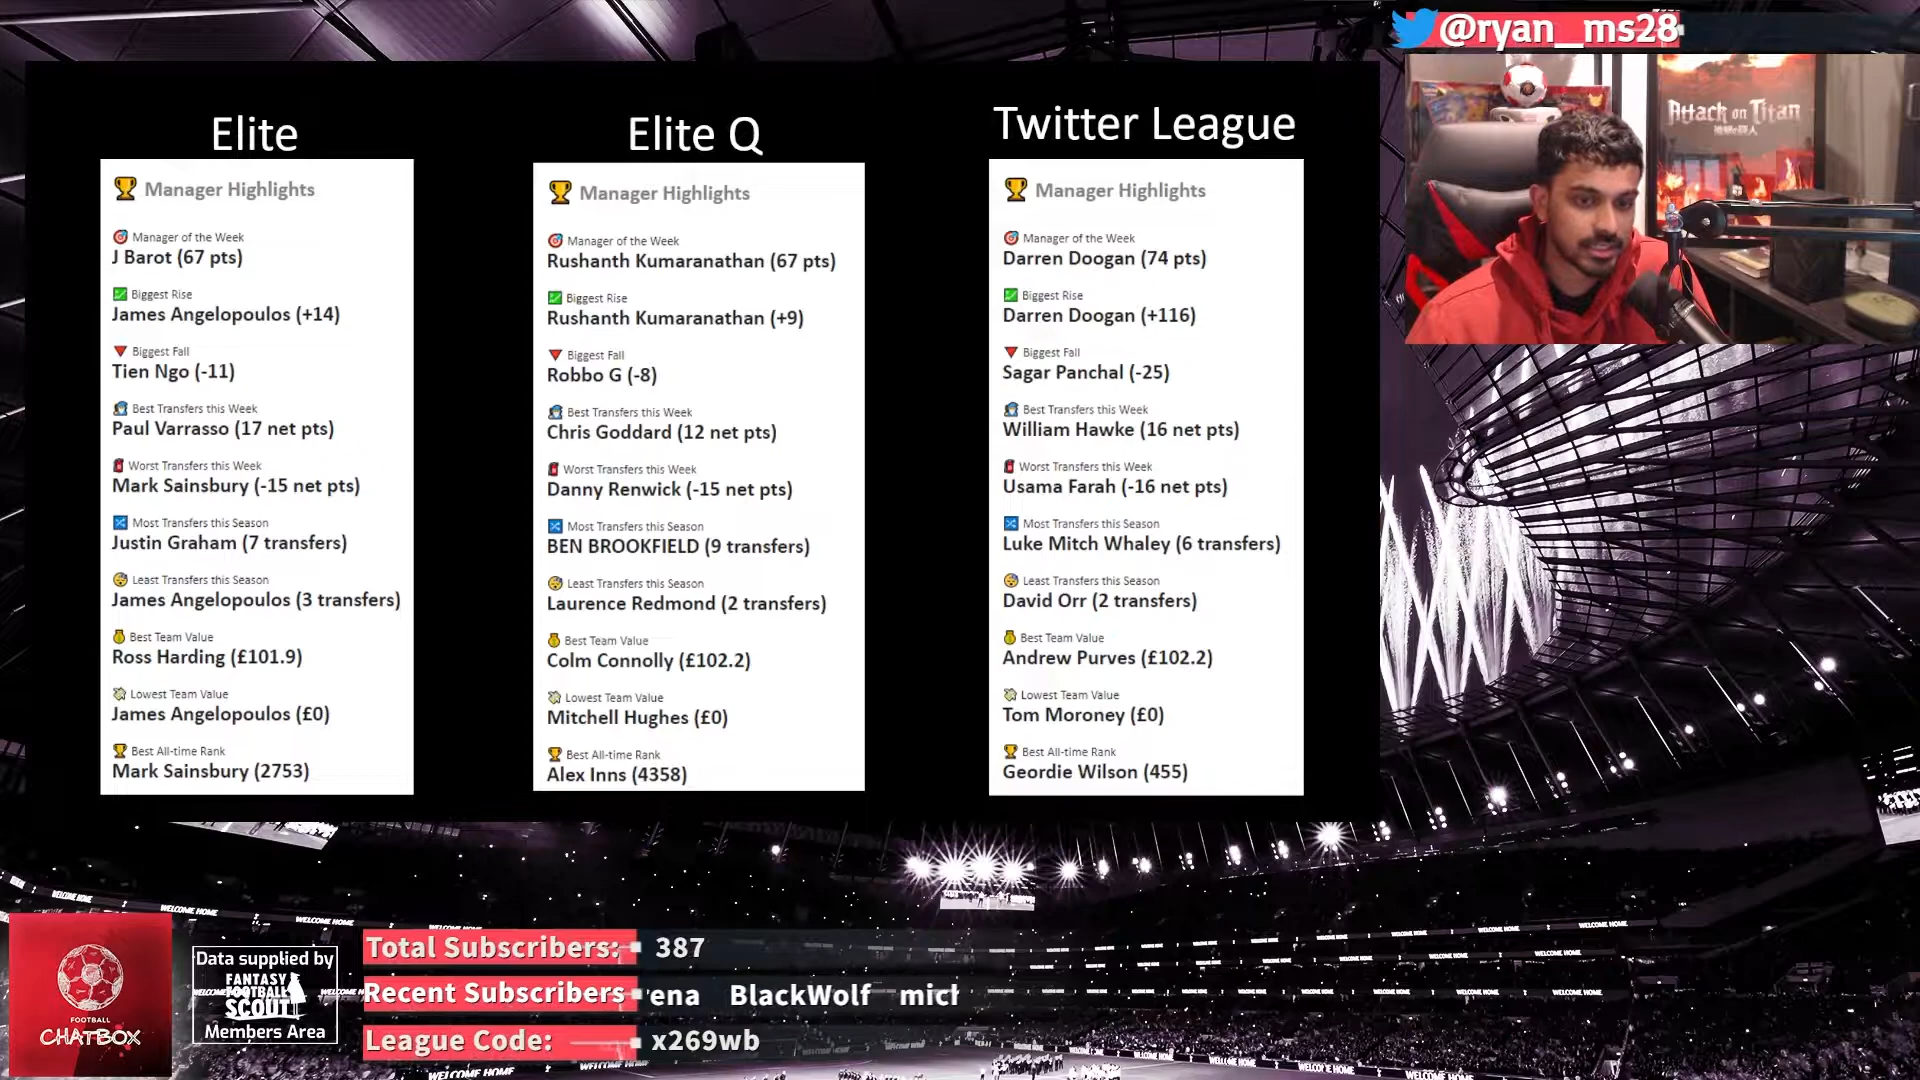 @ryan_ms28
Attack on Titan
Elite
Manager Highlights
Manager of the Week
J Barot (67 pts)
Biggest Rise
James Angelopoulos (+14)
Biggest Fall
Tien Ngo (-11)
Best Transfers this Week
Paul Varrasso (17 net pts)
Worst Transfers this Week
Mark Sainsbury (-15 net pts)
Most Transfers this Season
Justin Graham (7 transfers)
Least Transfers this Season
James Angelopoulos (3 transfers)
Best Team Value
Ross Harding (£101.9)
Lowest Team Value
James Angelopoulos (£0)
Best All-time Rank
Mark Sainsbury (2753)
Elite Q
Manager Highlights
Manager of the Week
Rushanth Kumaranathan (67 pts)
Biggest Rise
Rushanth Kumaranathan (+9)
Biggest Fall
Robbo G (-8)
Best Transfers this Week
Chris Goddard (12 net pts)
Worst Transfers this Week
Danny Renwick (-15 net pts)
Most Transfers this Season
BEN BROOKFIELD (9 transfers)
Least Transfers this Season
Laurence Redmond (2 transfers)
Best Team Value
Colm Connolly (£102.2)
Lowest Team Value
Mitchell Hughes (£0)
Best All-time Rank
Alex Inns (4358)
Twitter League
Manager Highlights
Manager of the Week
Darren Doogan (74 pts)
Biggest Rise
Darren Doogan (+116)
Biggest Fall
Sagar Panchal (-25)
Best Transfers this Week
William Hawke (16 net pts)
Worst Transfers this Week
Usama Farah (-16 net pts)
Most Transfers this Season
Luke Mitch Whaley (6 transfers)
Least Transfers this Season
David Orr (2 transfers)
Best Team Value
Andrew Purves (£102.2)
Lowest Team Value
Tom Moroney (£0)
Best All-time Rank
Geordie Wilson (455)
WELCOME HOME
WELCOME HOME
WELCOME HOME
FOOTBALL
CHATBOX
Data supplied by
FANTASY
FOOTBALL
SCOUT
Members Area
Total Subscribers: 387
Recent Subscribers ena BlackWolf
League Code: x269wb
WELCOME HOME